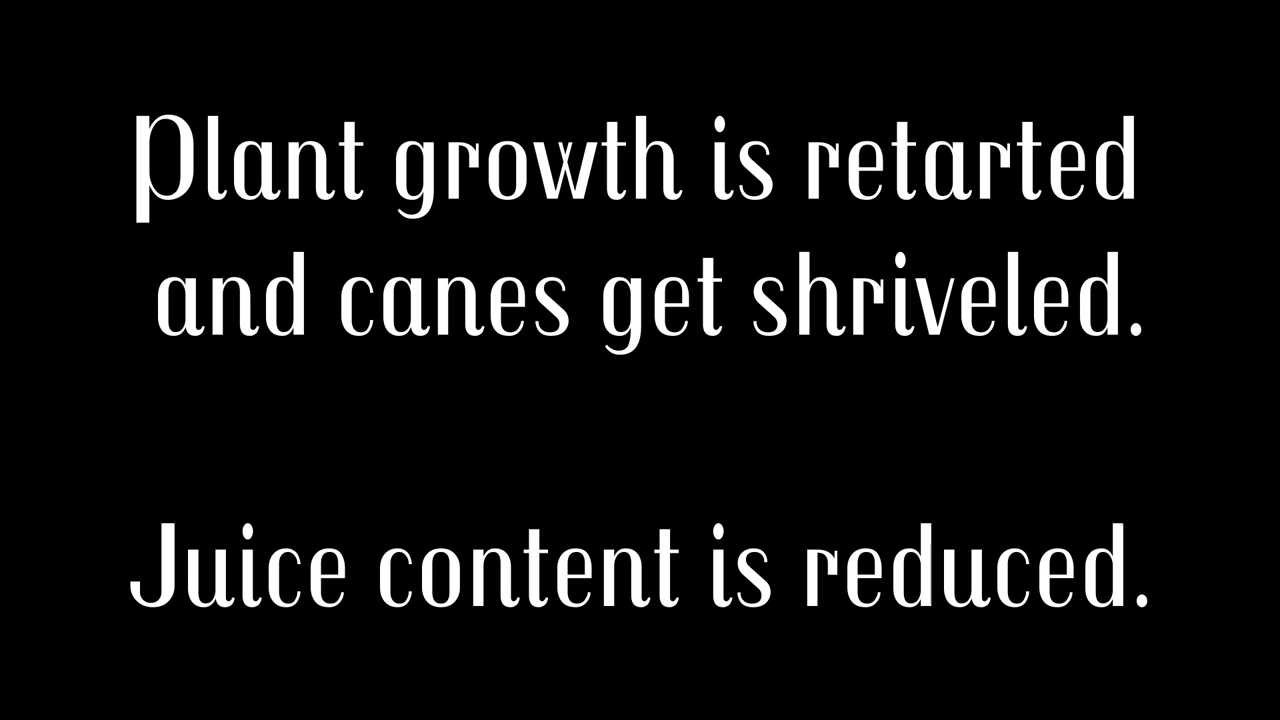 Plant growth is retarted
and canes get shriveled.
Juice content is reduced.